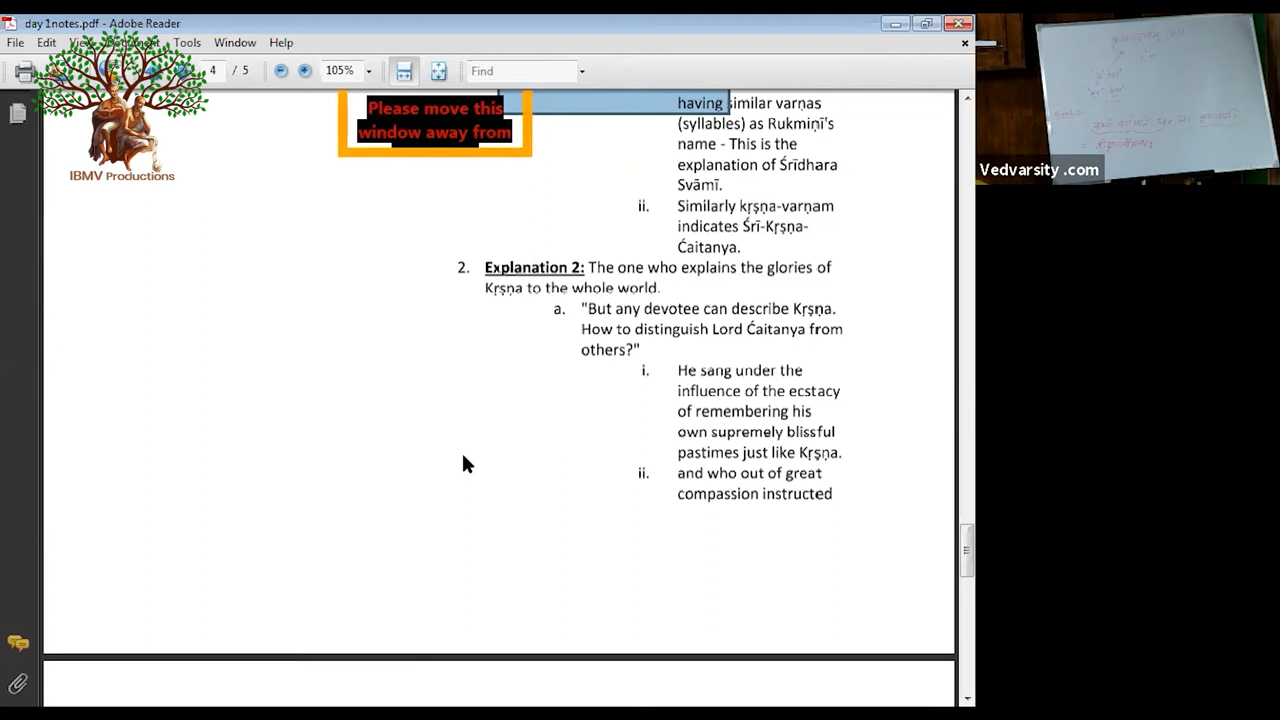 day 1notes.pdf - Adobe Reader
File Edit View Document Tools Window Help
4 / 5 105% Find
IBMV Productions
Please move this
window away from
having similar varṇas
(syllables) as Rukmiṇī's
name - This is the
explanation of Śrīdhara
Svāmī.
ii. Similarly kṛṣṇa-varṇam
indicates Śrī-Kṛṣṇa-
Ćaitanya.
2. Explanation 2: The one who explains the glories of
Kṛṣṇa to the whole world.
a. "But any devotee can describe Kṛṣṇa.
How to distinguish Lord Ćaitanya from
others?"
i. He sang under the
influence of the ecstacy
of remembering his
own supremely blissful
pastimes just like Kṛṣṇa.
ii. and who out of great
compassion instructed
Vedvarsity .com